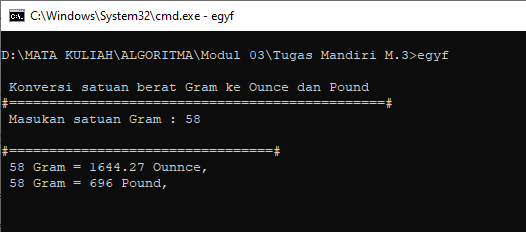 C:\Windows\System32\cmd.exe - egyf
D:\MATA KULIAH\ALGORITMA\Modul 03\Tugas Mandiri M.3>egyf
Konversi satuan berat Gram ke Ounce dan Pound
#===============================================#
Masukan satuan Gram : 58
#=================================#
58 Gram = 1644.27 Ounnce,
58 Gram = 696 Pound,